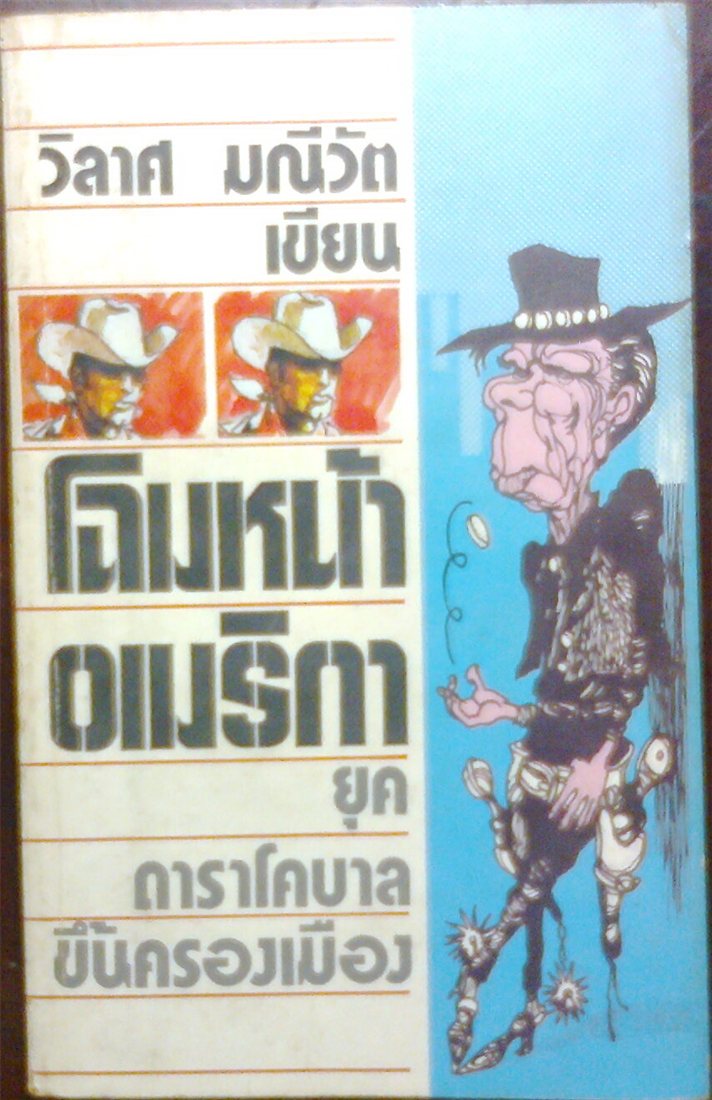 วิลาศ มณีวัต
เขียน
โฉมหน้า
อเมริกา
ยุค
ดาราโคบาล
ขึ้นครองเมือง